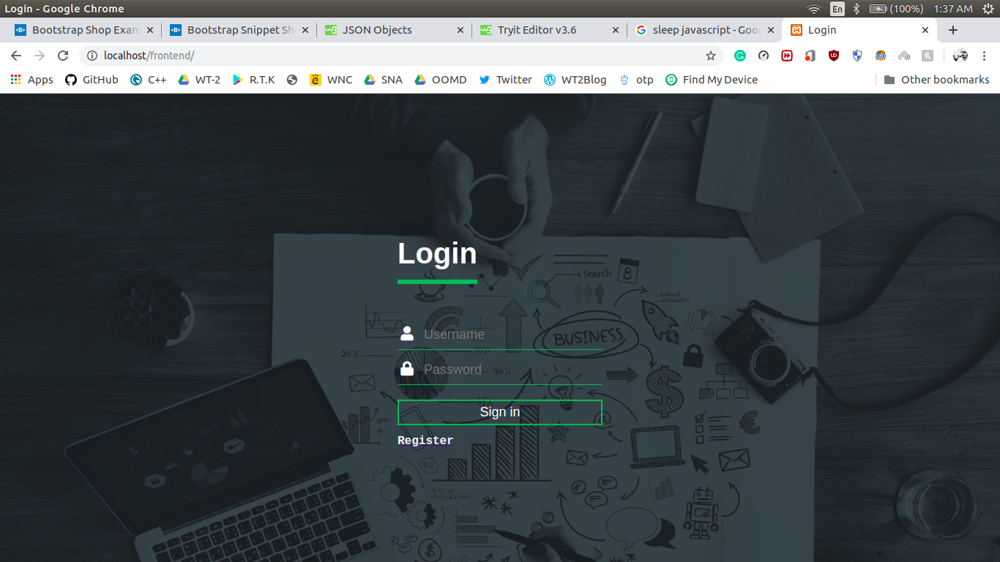 Login - Google Chrome
En
(100%)
1:37 AM
Bootstrap Shop Exam
Bootstrap Snippet Sh
JSON Objects
Tryit Editor v3.6
sleep javascript - Goo
Login
localhost/frontend/
Apps
GitHub
C++
WT-2
R.T.K
WNC
SNA
OOMD
Twitter
WT2Blog
otp
Find My Device
Other bookmarks
Login
search
8
Username
BUSINESS
20%
10%
15%
Password
30%
Sign in
Register